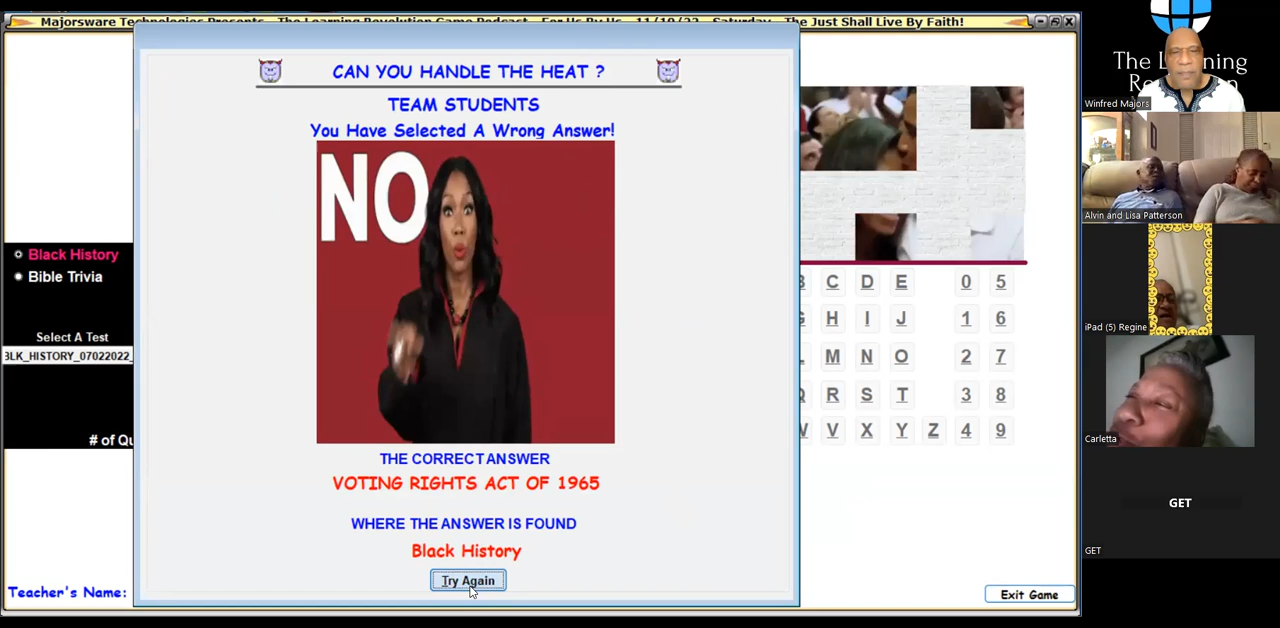 Majorsware Technologies Presents - The Learning Revolution Game Podcast - For Us By Us - 11/19/22 - Saturday - The Just Shall Live By Faith!
CAN YOU HANDLE THE HEAT ?
TEAM STUDENTS
You Have Selected A Wrong Answer!
NO
THE CORRECT ANSWER
VOTING RIGHTS ACT OF 1965
WHERE THE ANSWER IS FOUND
Black History
Try Again
Black History
Bible Trivia
Select A Test
BLK_HISTORY_07022022_
# of Qu
Teacher's Name:
C D E 0 5
H I J 1 6
M N O 2 7
R S T 3 8
V X Y Z 4 9
Exit Game
The Learning
Winfred Majors
Alvin and Lisa Patterson
iPad (5) Regine
Carletta
GET
GET